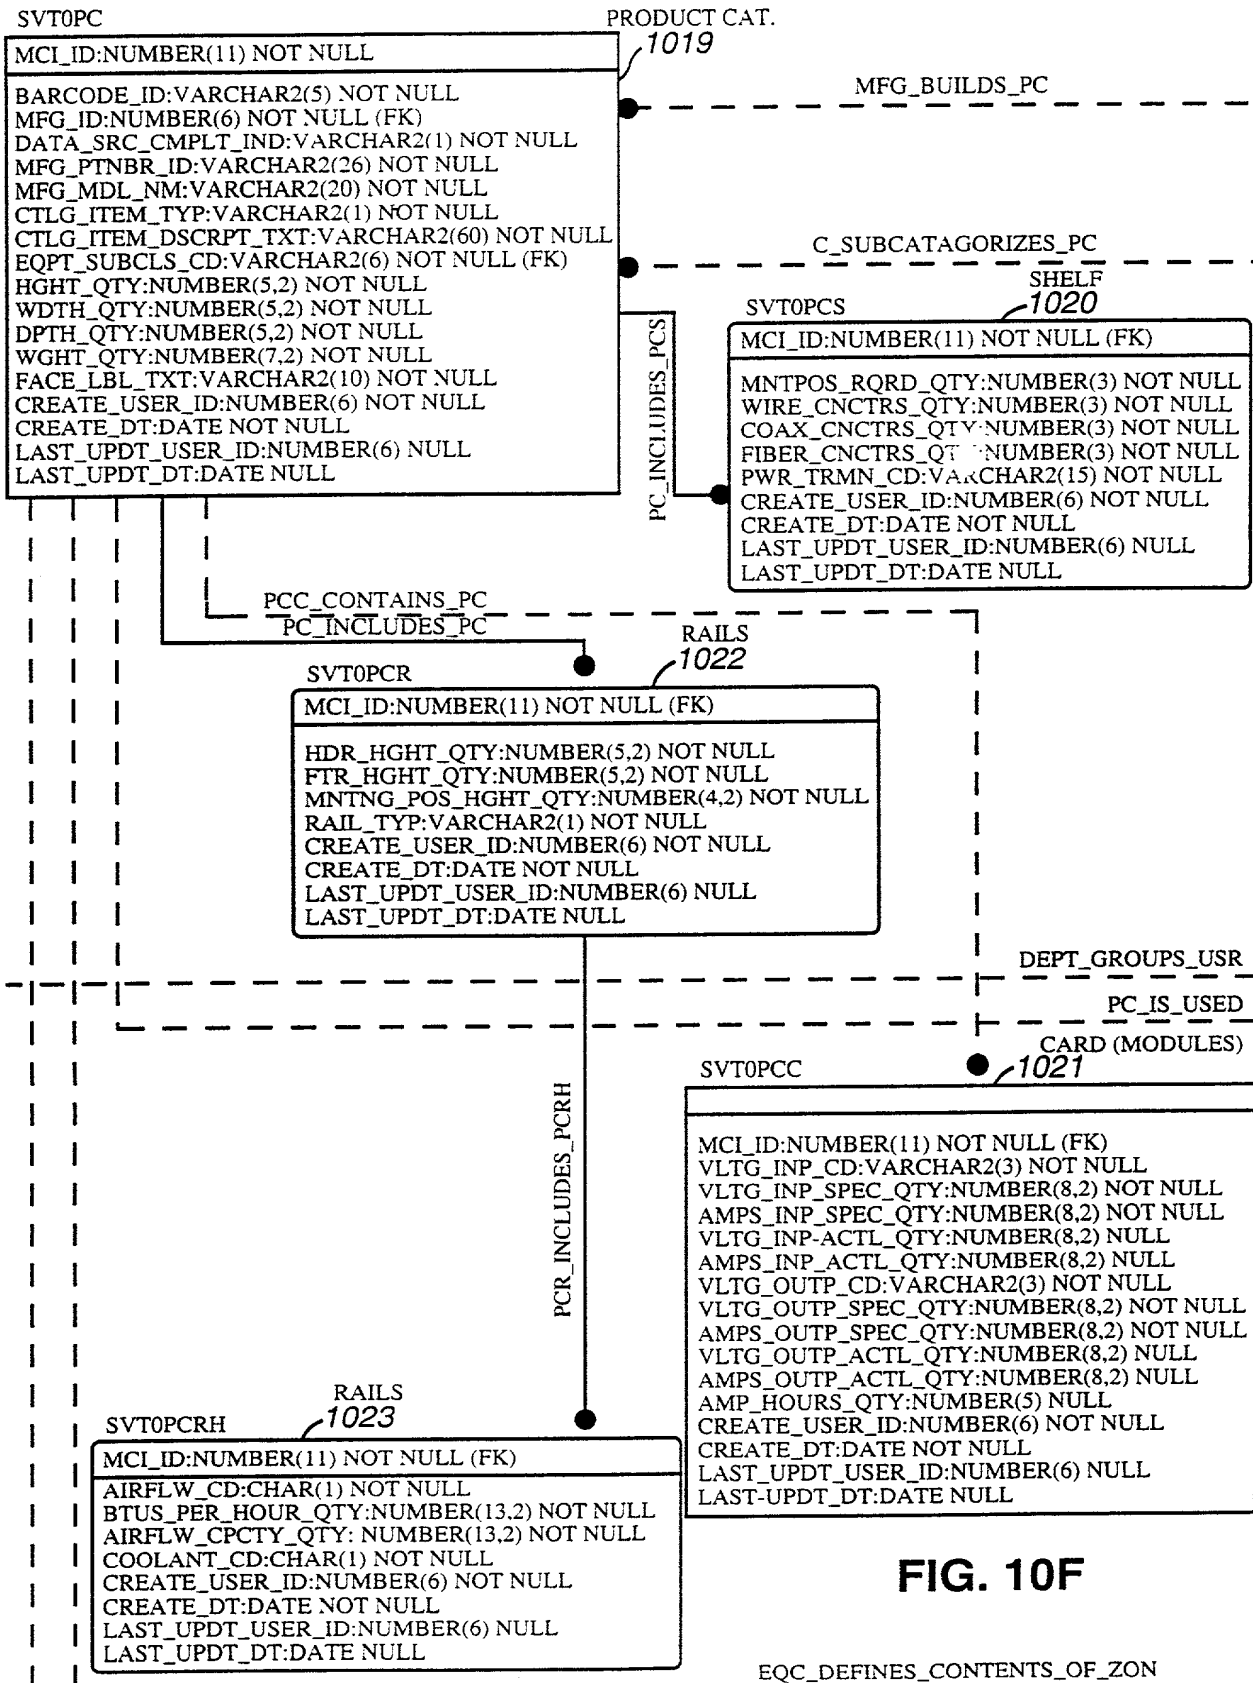 SVT0PC
PRODUCT CAT.
1019
MCI_ID:NUMBER(11) NOT NULL
BARCODE_ID:VARCHAR2(5) NOT NULL
MFG_ID:NUMBER(6) NOT NULL (FK)
DATA_SRC_CMPLT_IND:VARCHAR2(1) NOT NULL
MFG_PTNBR_ID:VARCHAR2(26) NOT NULL
MFG_MDL_NM:VARCHAR2(20) NOT NULL
CTLG_ITEM_TYP:VARCHAR2(1) NOT NULL
CTLG_ITEM_DSCRPT_TXT:VARCHAR2(60) NOT NULL
EQPT_SUBCLS_CD:VARCHAR2(6) NOT NULL (FK)
HGHT_QTY:NUMBER(5,2) NOT NULL
WDTH_QTY:NUMBER(5,2) NOT NULL
DPTH_QTY:NUMBER(5,2) NOT NULL
WGHT_QTY:NUMBER(7,2) NOT NULL
FACE_LBL_TXT:VARCHAR2(10) NOT NULL
CREATE_USER_ID:NUMBER(6) NOT NULL
CREATE_DT:DATE NOT NULL
LAST_UPDT_USER_ID:NUMBER(6) NULL
LAST_UPDT_DT:DATE NULL
MFG_BUILDS_PC
C_SUBCATAGORIZES_PC
PC_INCLUDES_PCS
SHELF
SVT0PCS
1020
MCI_ID:NUMBER(11) NOT NULL (FK)
MNTPOS_RQRD_QTY:NUMBER(3) NOT NULL
WIRE_CNCTRS_QTY:NUMBER(3) NOT NULL
COAX_CNCTRS_QTY:NUMBER(3) NOT NULL
FIBER_CNCTRS_QT :NUMBER(3) NOT NULL
PWR_TRMN_CD:VARCHAR2(15) NOT NULL
CREATE_USER_ID:NUMBER(6) NOT NULL
CREATE_DT:DATE NOT NULL
LAST_UPDT_USER_ID:NUMBER(6) NULL
LAST_UPDT_DT:DATE NULL
PCC_CONTAINS_PC
PC_INCLUDES_PC
RAILS
SVT0PCR
1022
MCI_ID:NUMBER(11) NOT NULL (FK)
HDR_HGHT_QTY:NUMBER(5,2) NOT NULL
FTR_HGHT_QTY:NUMBER(5,2) NOT NULL
MNTNG_POS_HGHT_QTY:NUMBER(4,2) NOT NULL
RAIL_TYP:VARCHAR2(1) NOT NULL
CREATE_USER_ID:NUMBER(6) NOT NULL
CREATE_DT:DATE NOT NULL
LAST_UPDT_USER_ID:NUMBER(6) NULL
LAST_UPDT_DT:DATE NULL
DEPT_GROUPS_USR
PC_IS_USED
PCR_INCLUDES_PCRH
CARD (MODULES)
SVT0PCC
1021
MCI_ID:NUMBER(11) NOT NULL (FK)
VLTG_INP_CD:VARCHAR2(3) NOT NULL
VLTG_INP_SPEC_QTY:NUMBER(8,2) NOT NULL
AMPS_INP_SPEC_QTY:NUMBER(8,2) NOT NULL
VLTG_INP-ACTL_QTY:NUMBER(8,2) NULL
AMPS_INP_ACTL_QTY:NUMBER(8,2) NULL
VLTG_OUTP_CD:VARCHAR2(3) NOT NULL
VLTG_OUTP_SPEC_QTY:NUMBER(8,2) NOT NULL
AMPS_OUTP_SPEC_QTY:NUMBER(8,2) NOT NULL
VLTG_OUTP_ACTL_QTY:NUMBER(8,2) NULL
AMPS_OUTP_ACTL_QTY:NUMBER(8,2) NULL
AMP_HOURS_QTY:NUMBER(5) NULL
CREATE_USER_ID:NUMBER(6) NOT NULL
CREATE_DT:DATE NOT NULL
LAST_UPDT_USER_ID:NUMBER(6) NULL
LAST-UPDT_DT:DATE NULL
RAILS
SVT0PCRH
1023
MCI_ID:NUMBER(11) NOT NULL (FK)
AIRFLW_CD:CHAR(1) NOT NULL
BTUS_PER_HOUR_QTY:NUMBER(13,2) NOT NULL
AIRFLW_CPCTY_QTY: NUMBER(13,2) NOT NULL
COOLANT_CD:CHAR(1) NOT NULL
CREATE_USER_ID:NUMBER(6) NOT NULL
CREATE_DT:DATE NOT NULL
LAST_UPDT_USER_ID:NUMBER(6) NULL
LAST_UPDT_DT:DATE NULL
FIG. 10F
EQC_DEFINES_CONTENTS_OF_ZON